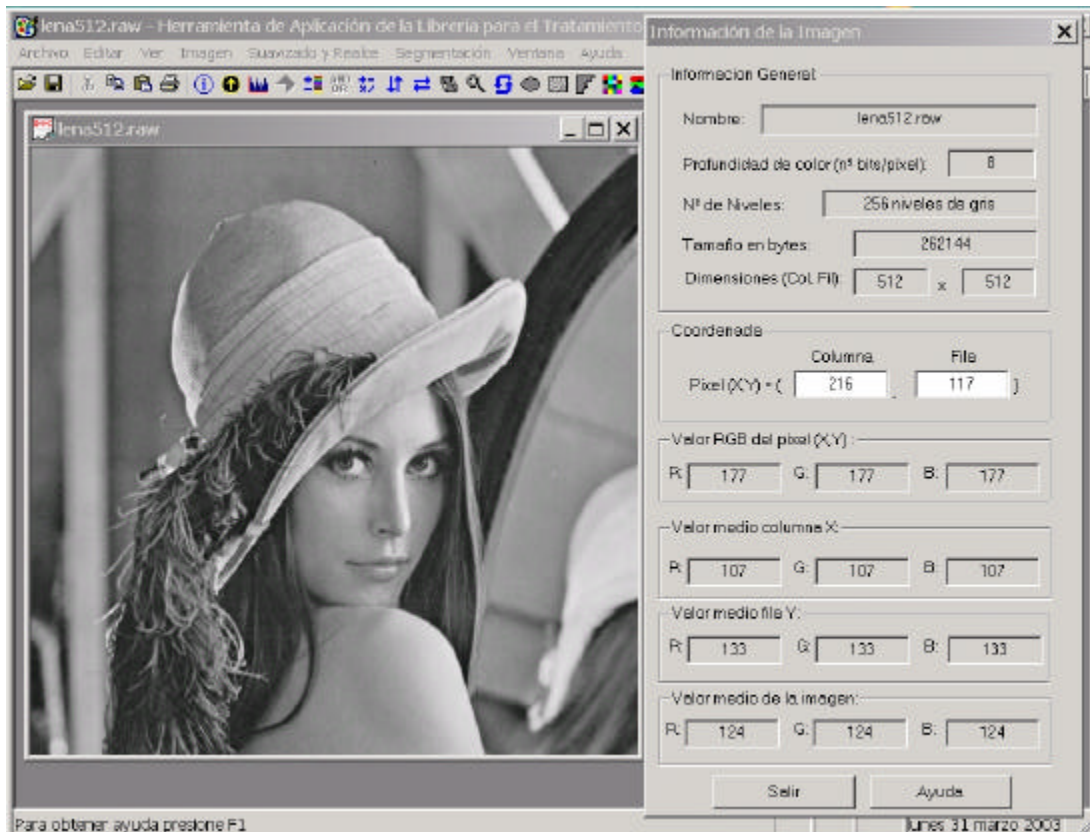 lena512.raw - Herramienta de Aplicación de la Librería para el Tratamiento
Archivo Editar Ver Imagen Suavizado y Realce Segmentación Ventana Ayuda
lena512.raw
Para obtener ayuda presione F1
Información de la Imagen
Informacion General
Nombre: lena512.raw
Profundidad de color (nº bits/pixel): 8
Nº de Niveles: 256 niveles de gris
Tamaño en bytes: 262144
Dimensiones (Col. Fil): 512 x 512
Coordenada
Columna Fila
Pixel (X,Y) = ( 216 , 117 )
Valor RGB del pixel (X,Y) :
R: 177 G: 177 B: 177
Valor medio columna X:
R: 107 G: 107 B: 107
Valor medio fila Y:
R: 133 G: 133 B: 133
Valor medio de la imagen:
R: 124 G: 124 B: 124
Salir Ayuda
lunes 31 marzo 2003